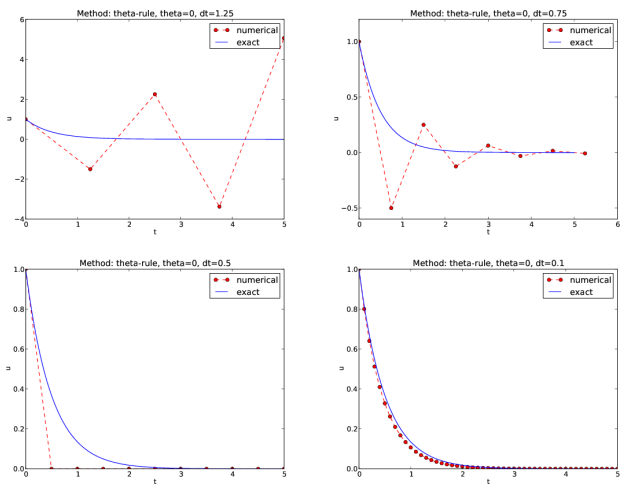 Method: theta-rule, theta=0, dt=1.25
numerical
exact
6
4
2
0
−2
−4
u
0 1 2 3 4 5
t
Method: theta-rule, theta=0, dt=0.75
numerical
exact
1.0
0.5
0.0
−0.5
u
0 1 2 3 4 5 6
t
Method: theta-rule, theta=0, dt=0.5
numerical
exact
1.0
0.8
0.6
0.4
0.2
0.0
u
0 1 2 3 4 5
t
Method: theta-rule, theta=0, dt=0.1
numerical
exact
1.0
0.8
0.6
0.4
0.2
0.0
u
0 1 2 3 4 5
t